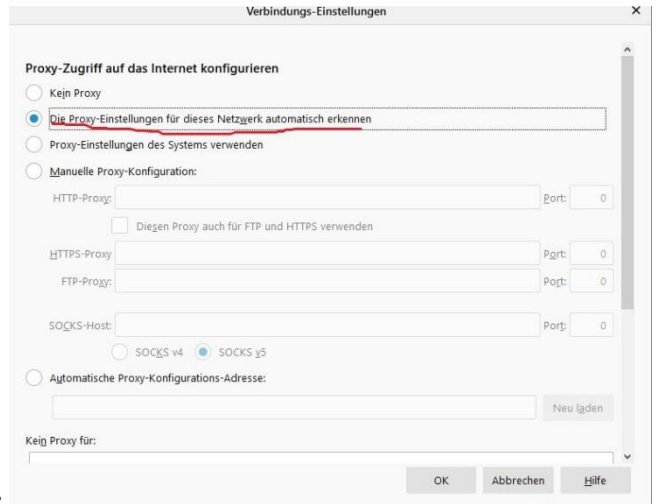 Verbindungs-Einstellungen
Proxy-Zugriff auf das Internet konfigurieren
Kein Proxy
Die Proxy-Einstellungen für dieses Netzwerk automatisch erkennen
Proxy-Einstellungen des Systems verwenden
Manuelle Proxy-Konfiguration:
HTTP-Proxy: Port: 0
Diesen Proxy auch für FTP und HTTPS verwenden
HTTPS-Proxy Port: 0
FTP-Proxy: Port: 0
SOCKS-Host: Port: 0
SOCKS v4 SOCKS v5
Automatische Proxy-Konfigurations-Adresse:
Neu laden
Kein Proxy für:
OK Abbrechen Hilfe